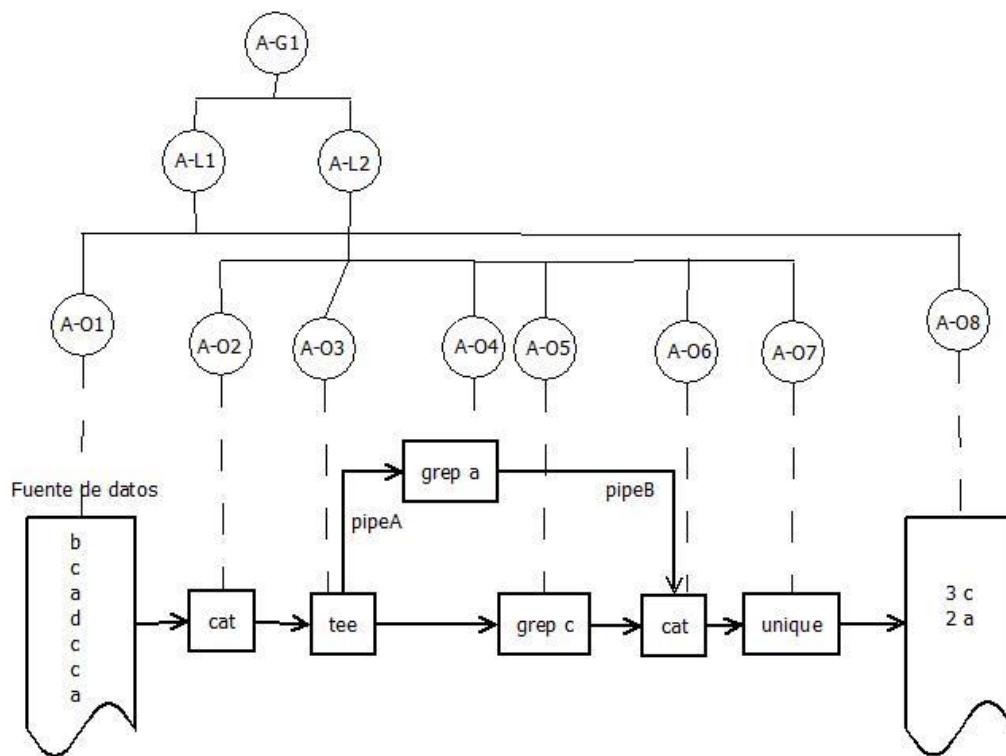 A-G1
A-L1
A-L2
A-O1
A-O2
A-O3
A-O4
A-O5
A-O6
A-O7
A-O8
grep a
Fuente de datos
pipeA
pipeB
b
c
a
d
c
c
a
cat
tee
grep c
cat
unique
3 c
2 a